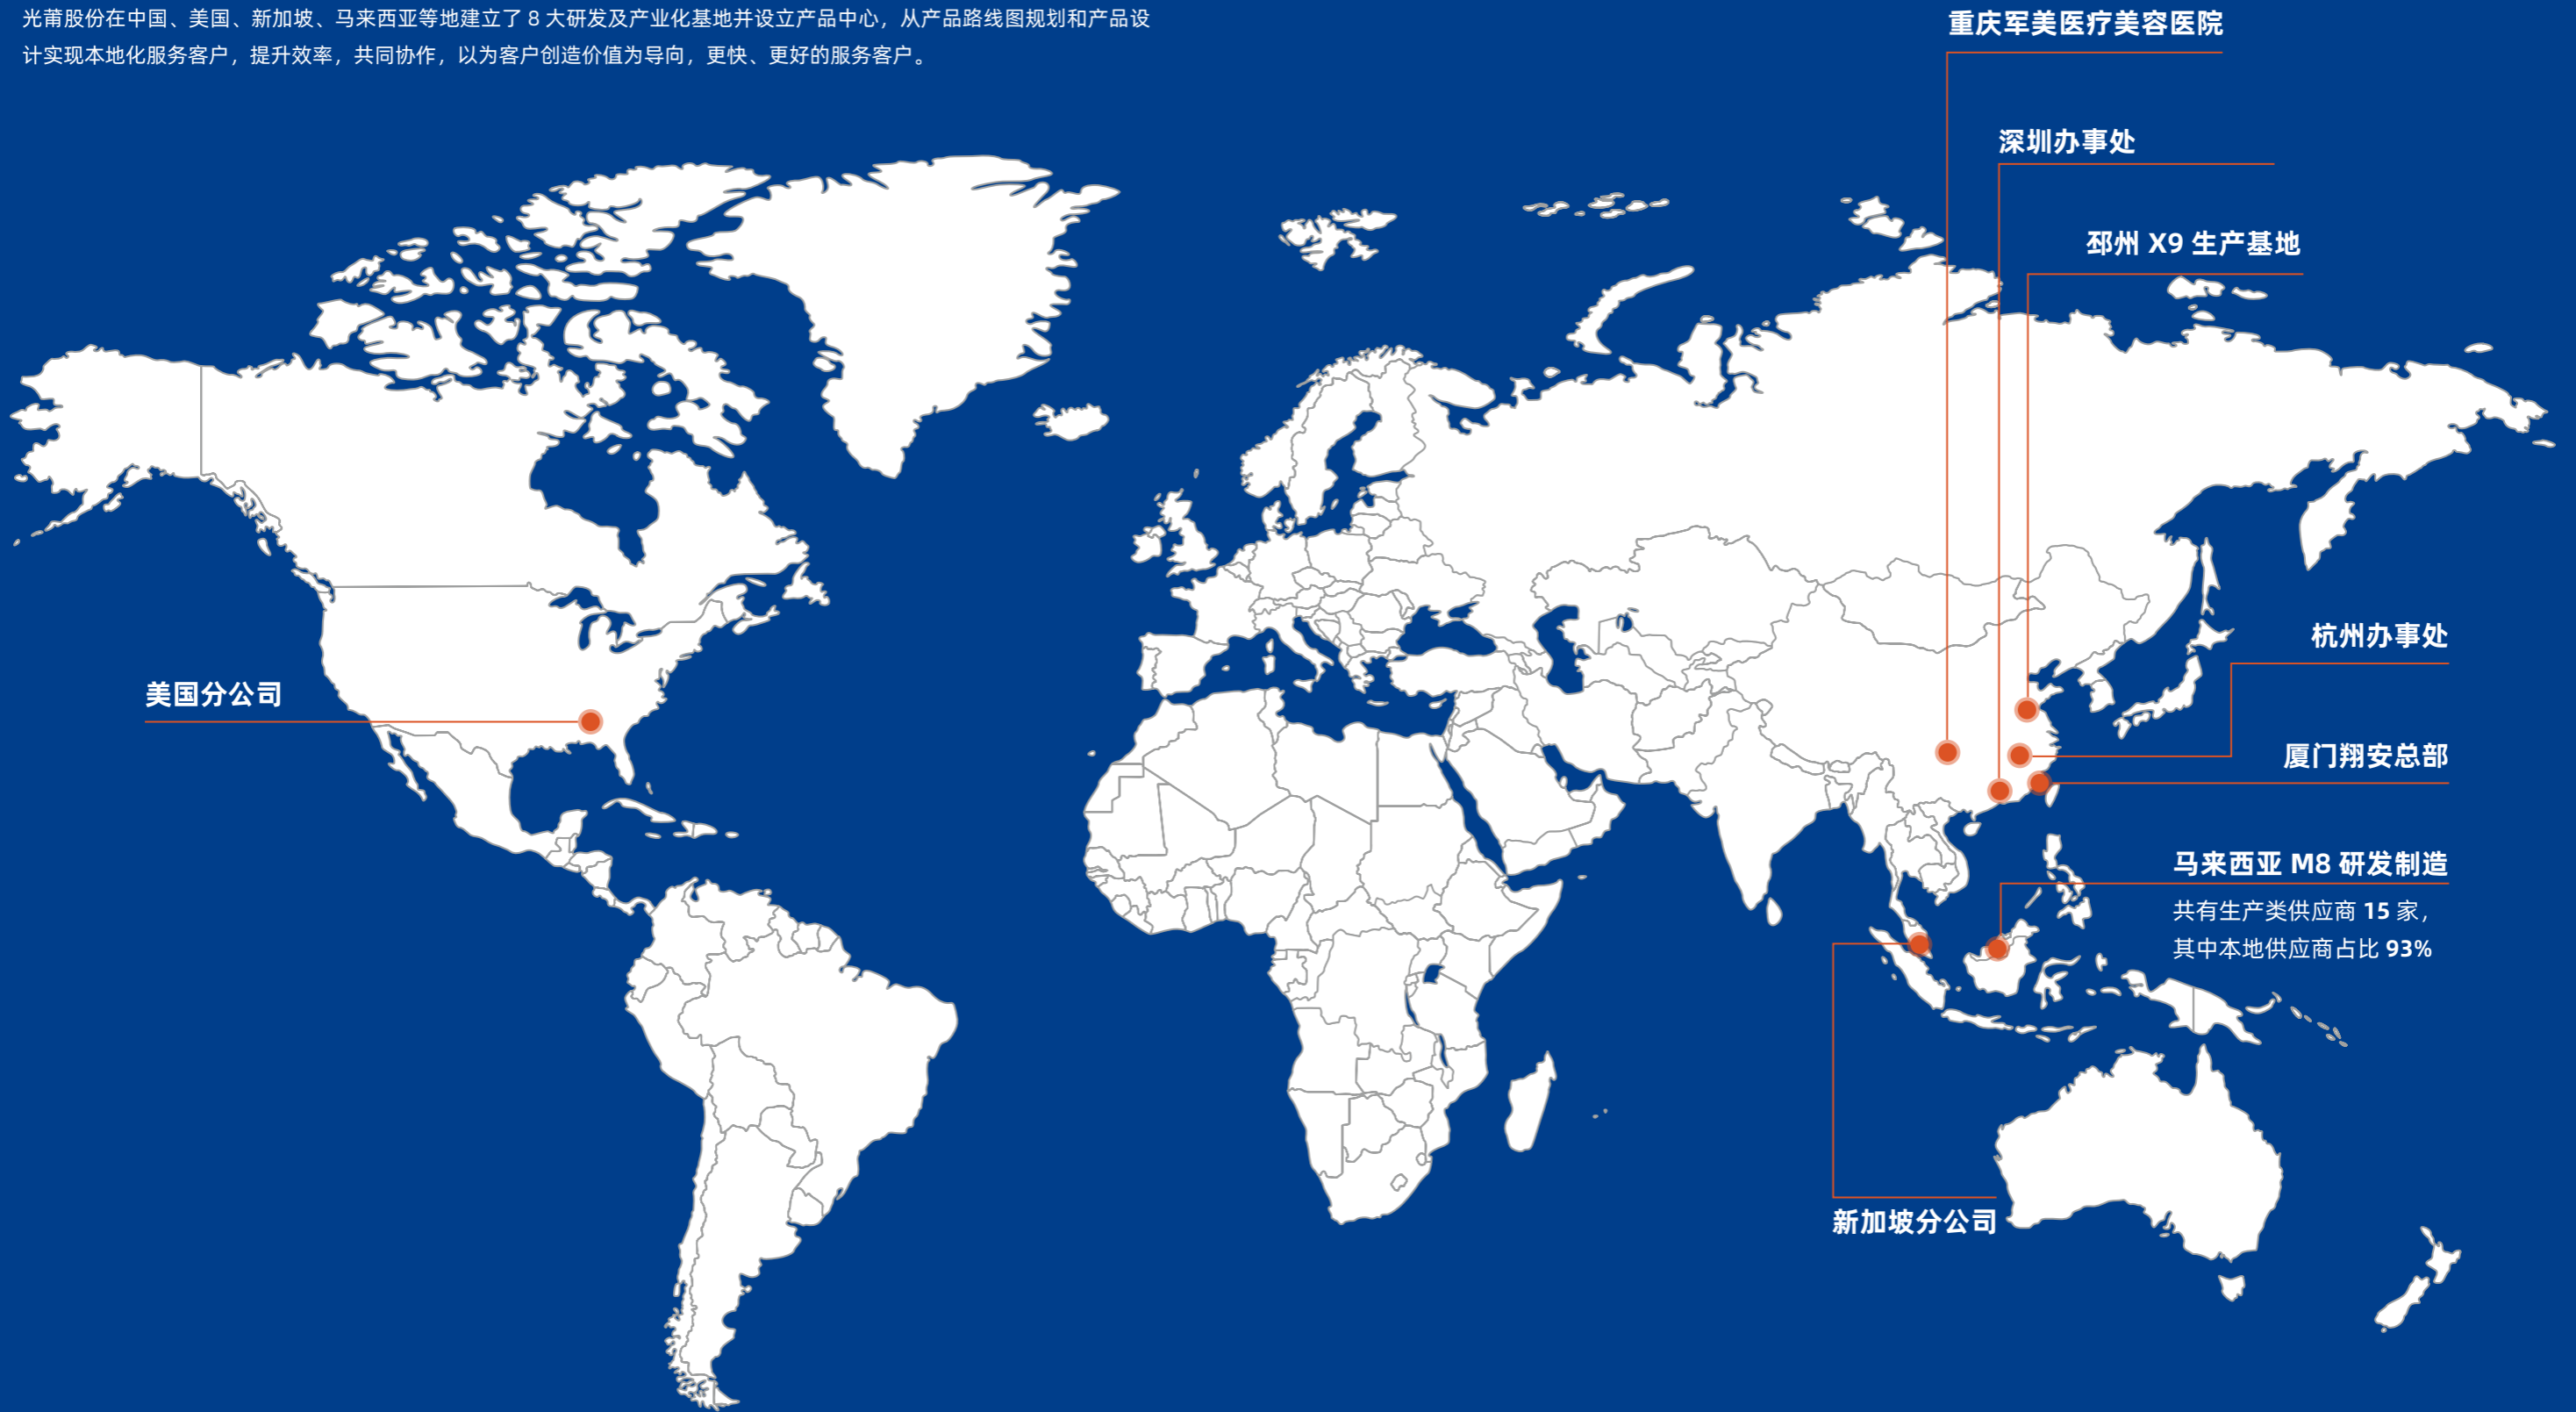 光莆股份在中国、美国、新加坡、马来西亚等地建立了 8 大研发及产业化基地并设立产品中心，从产品路线图规划和产品设
计实现本地化服务客户，提升效率，共同协作，以为客户创造价值为导向，更快、更好的服务客户。
重庆军美医疗美容医院
深圳办事处
邳州 X9 生产基地
杭州办事处
美国分公司
厦门翔安总部
马来西亚 M8 研发制造
共有生产类供应商 15 家，
其中本地供应商占比 93%
新加坡分公司